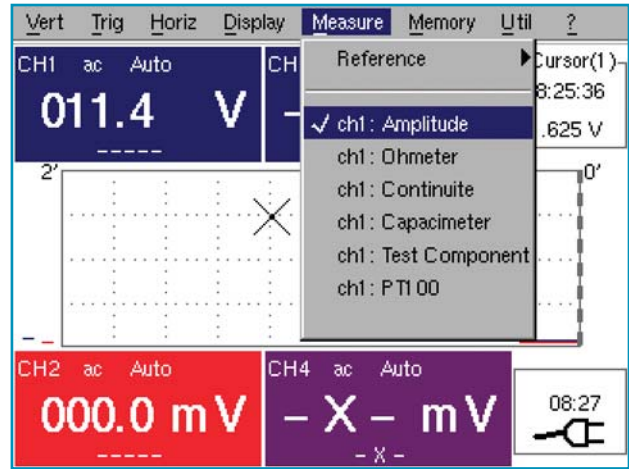 Vert Trig Horiz Display Measure Memory Util ?
CH1 ac Auto
011.4 V
-----
CH
–
Reference
✓ ch1 : Amplitude
ch1 : Ohmeter
ch1 : Continuite
ch1 : Capacimeter
ch1 : Test Component
ch1 : PT100
Cursor(1)
8:25:36
.625 V
2'
0'
CH2 ac Auto
000.0 mV
-----
CH4 ac Auto
– X – mV
– X –
08:27